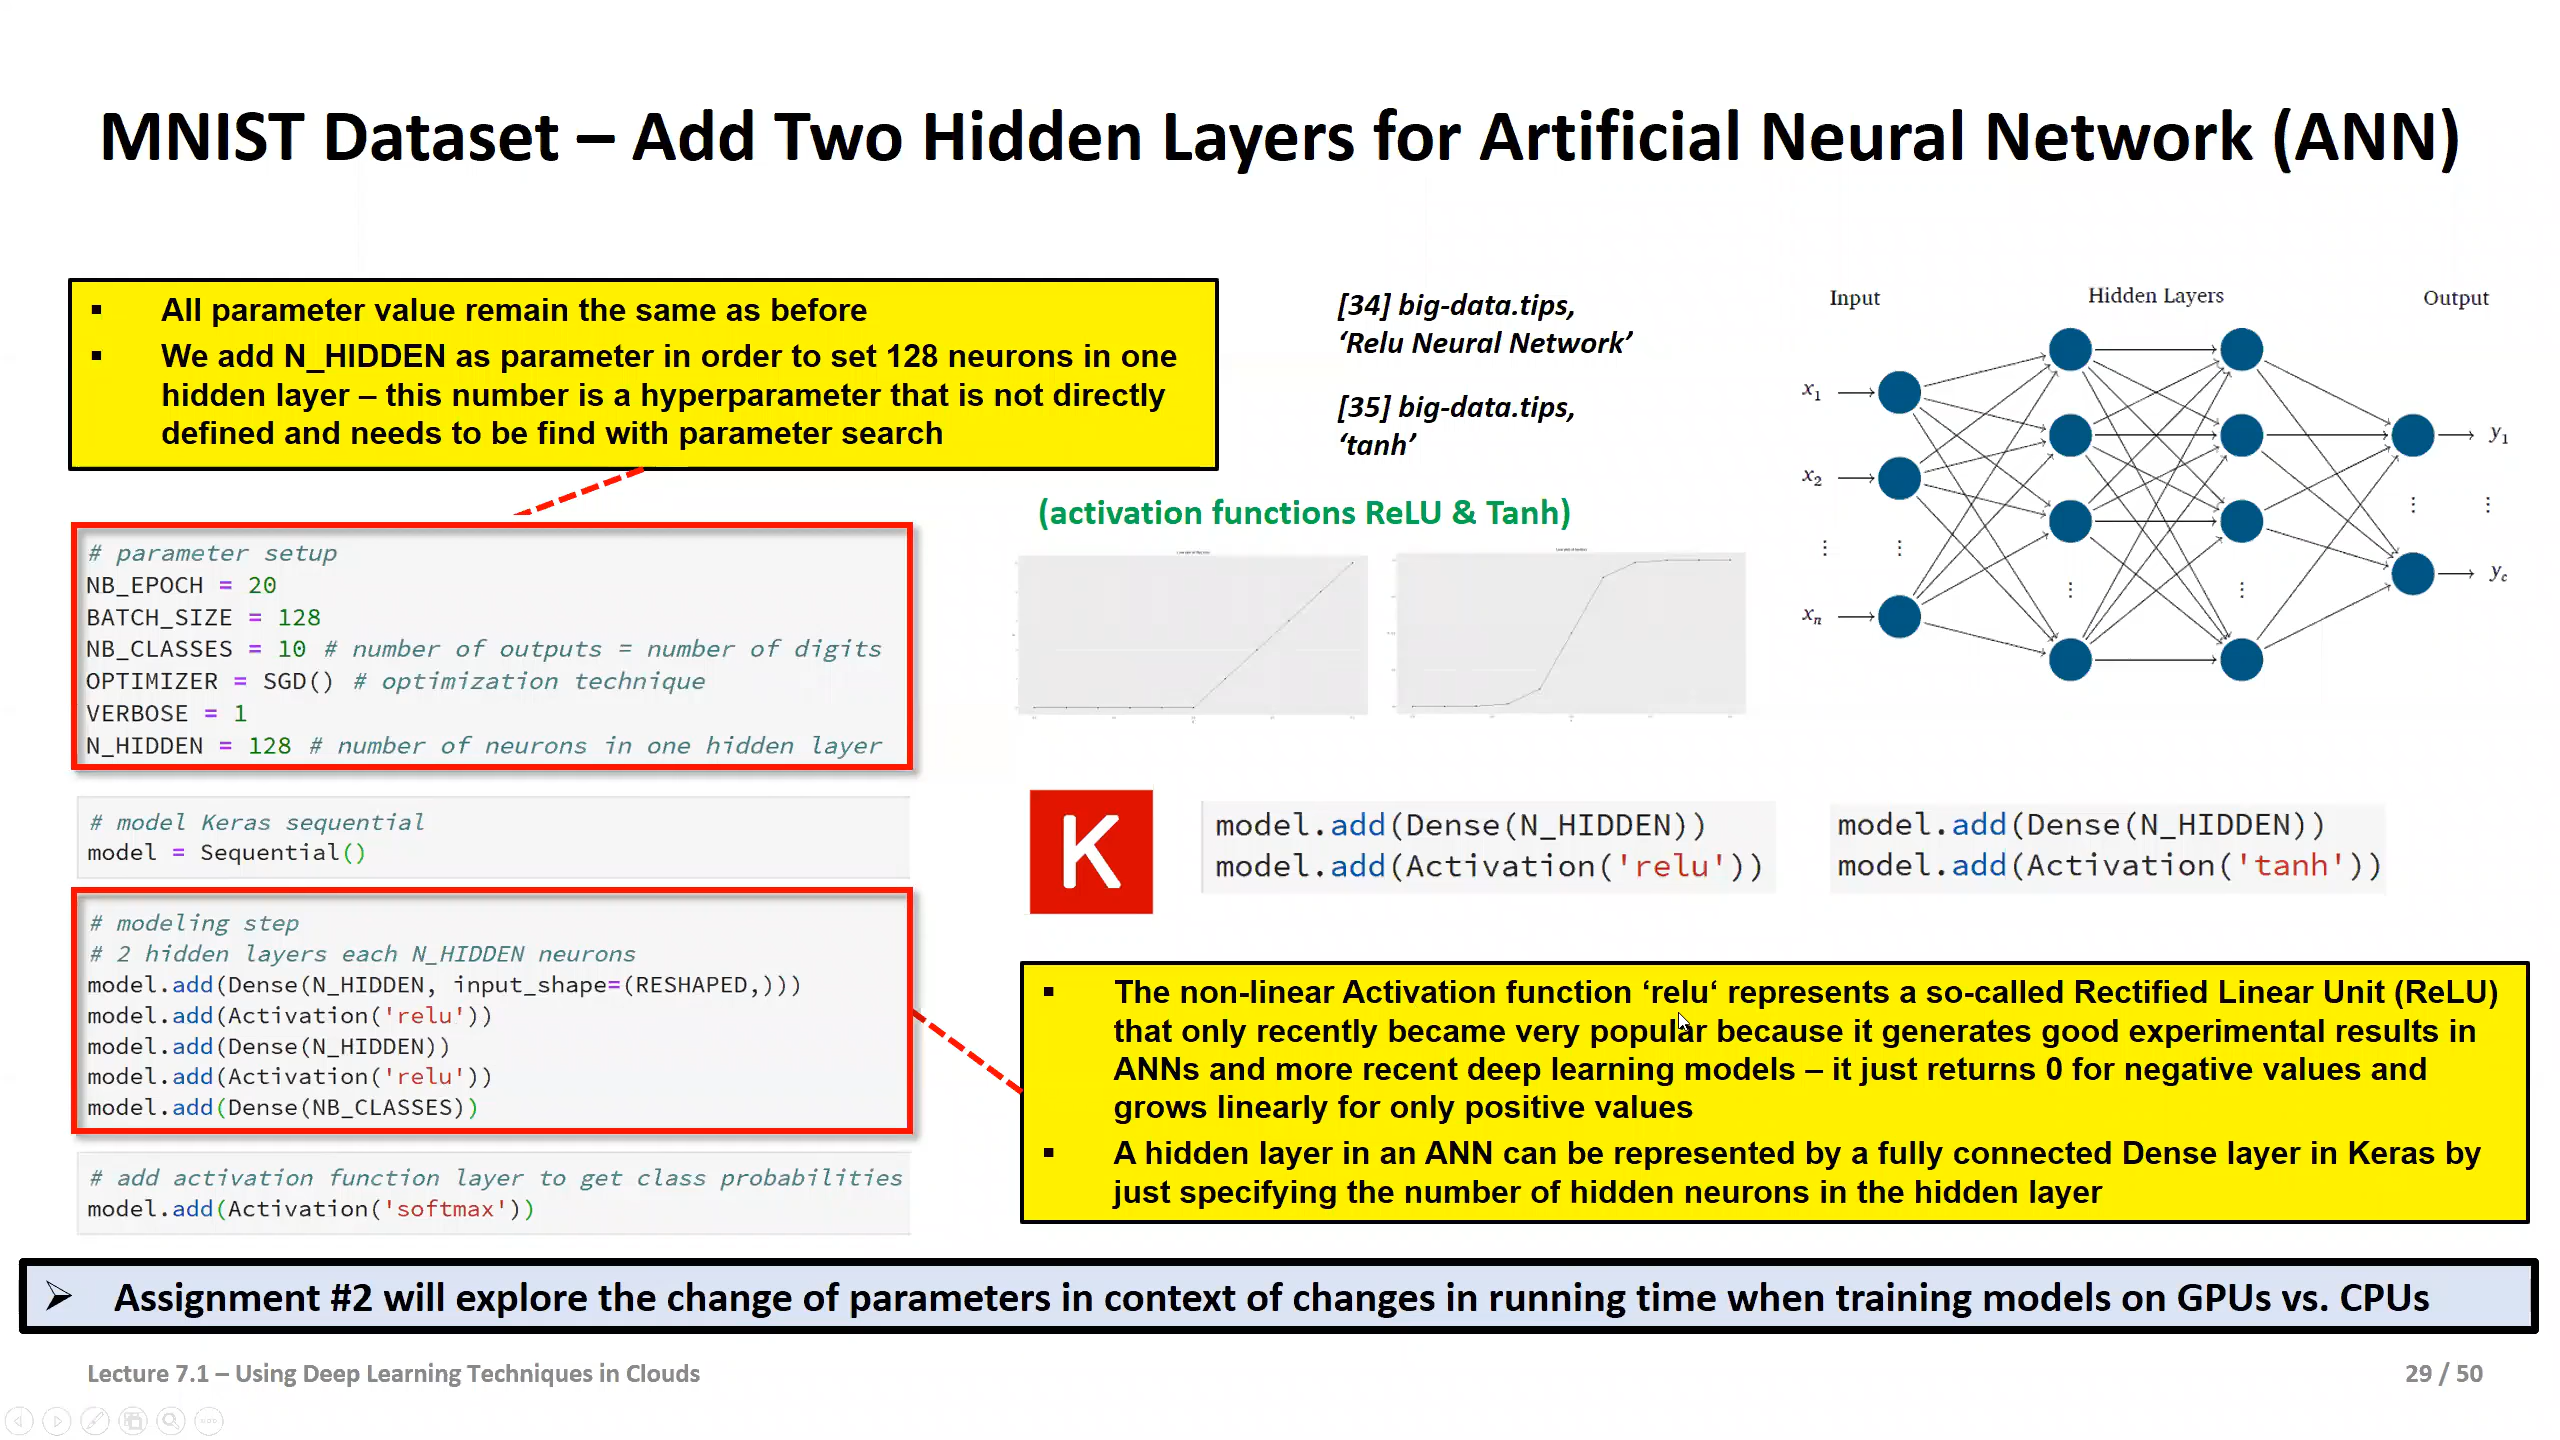 MNIST Dataset – Add Two Hidden Layers for Artificial Neural Network (ANN)
▪ All parameter value remain the same as before
▪ We add N_HIDDEN as parameter in order to set 128 neurons in one
hidden layer – this number is a hyperparameter that is not directly
defined and needs to be find with parameter search
[34] big-data.tips,
‘Relu Neural Network’
[35] big-data.tips,
‘tanh’
(activation functions ReLU & Tanh)
Input
Hidden Layers
Output
x1
x2
⋮
xn
y1
⋮
yc
# parameter setup
NB_EPOCH = 20
BATCH_SIZE = 128
NB_CLASSES = 10 # number of outputs = number of digits
OPTIMIZER = SGD() # optimization technique
VERBOSE = 1
N_HIDDEN = 128 # number of neurons in one hidden layer
# model Keras sequential
model = Sequential()
# modeling step
# 2 hidden layers each N_HIDDEN neurons
model.add(Dense(N_HIDDEN, input_shape=(RESHAPED,)))
model.add(Activation('relu'))
model.add(Dense(N_HIDDEN))
model.add(Activation('relu'))
model.add(Dense(NB_CLASSES))
# add activation function layer to get class probabilities
model.add(Activation('softmax'))
K
model.add(Dense(N_HIDDEN))
model.add(Activation('relu'))
model.add(Dense(N_HIDDEN))
model.add(Activation('tanh'))
▪ The non-linear Activation function ‘relu‘ represents a so-called Rectified Linear Unit (ReLU)
that only recently became very popular because it generates good experimental results in
ANNs and more recent deep learning models – it just returns 0 for negative values and
grows linearly for only positive values
▪ A hidden layer in an ANN can be represented by a fully connected Dense layer in Keras by
just specifying the number of hidden neurons in the hidden layer
➢ Assignment #2 will explore the change of parameters in context of changes in running time when training models on GPUs vs. CPUs
Lecture 7.1 – Using Deep Learning Techniques in Clouds
29 / 50